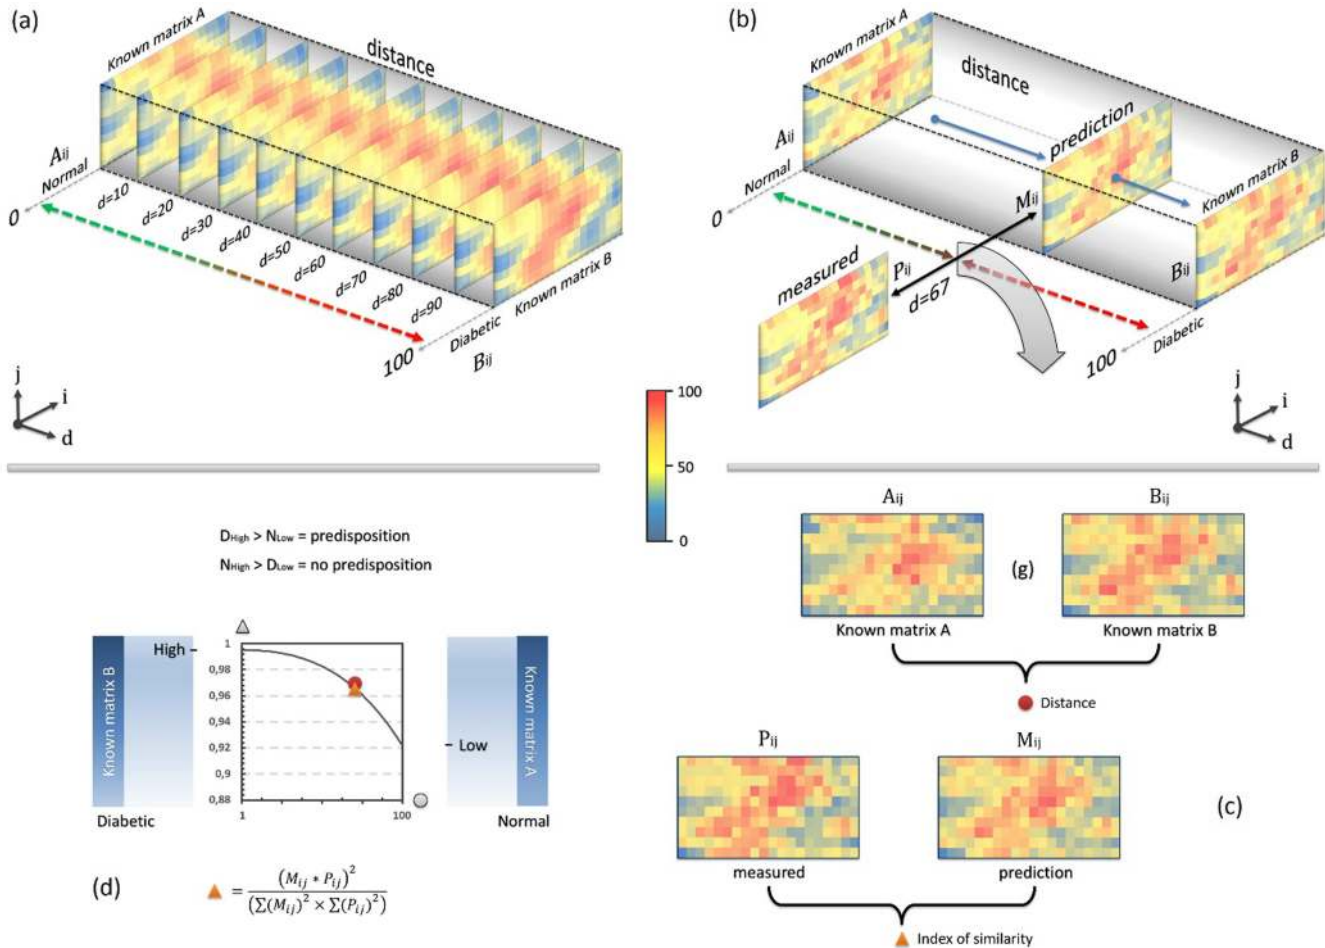 (a)
Known matrix A
distance
Aij
Normal
0
d=10
d=20
d=30
d=40
d=50
d=60
d=70
d=80
d=90
100
Diabetic
Known matrix B
Bij
j
i
d
(b)
Known matrix A
distance
prediction
Known matrix B
Aij
Normal
0
Mij
Bij
measured
Pij
d=67
100
Diabetic
j
i
d
100
50
0
DHigh > NLow = predisposition
NHigh > DLow = no predisposition
Known matrix B
Diabetic
High
1
0,98
0,96
0,94
0,92
0,9
0,88
1
100
Low
Known matrix A
Normal
(d)
= (Mij * Pij)² / (∑(Mij)² × ∑(Pij)²)
Aij
Bij
(g)
Known matrix A
Known matrix B
Distance
Pij
Mij
(c)
measured
prediction
Index of similarity